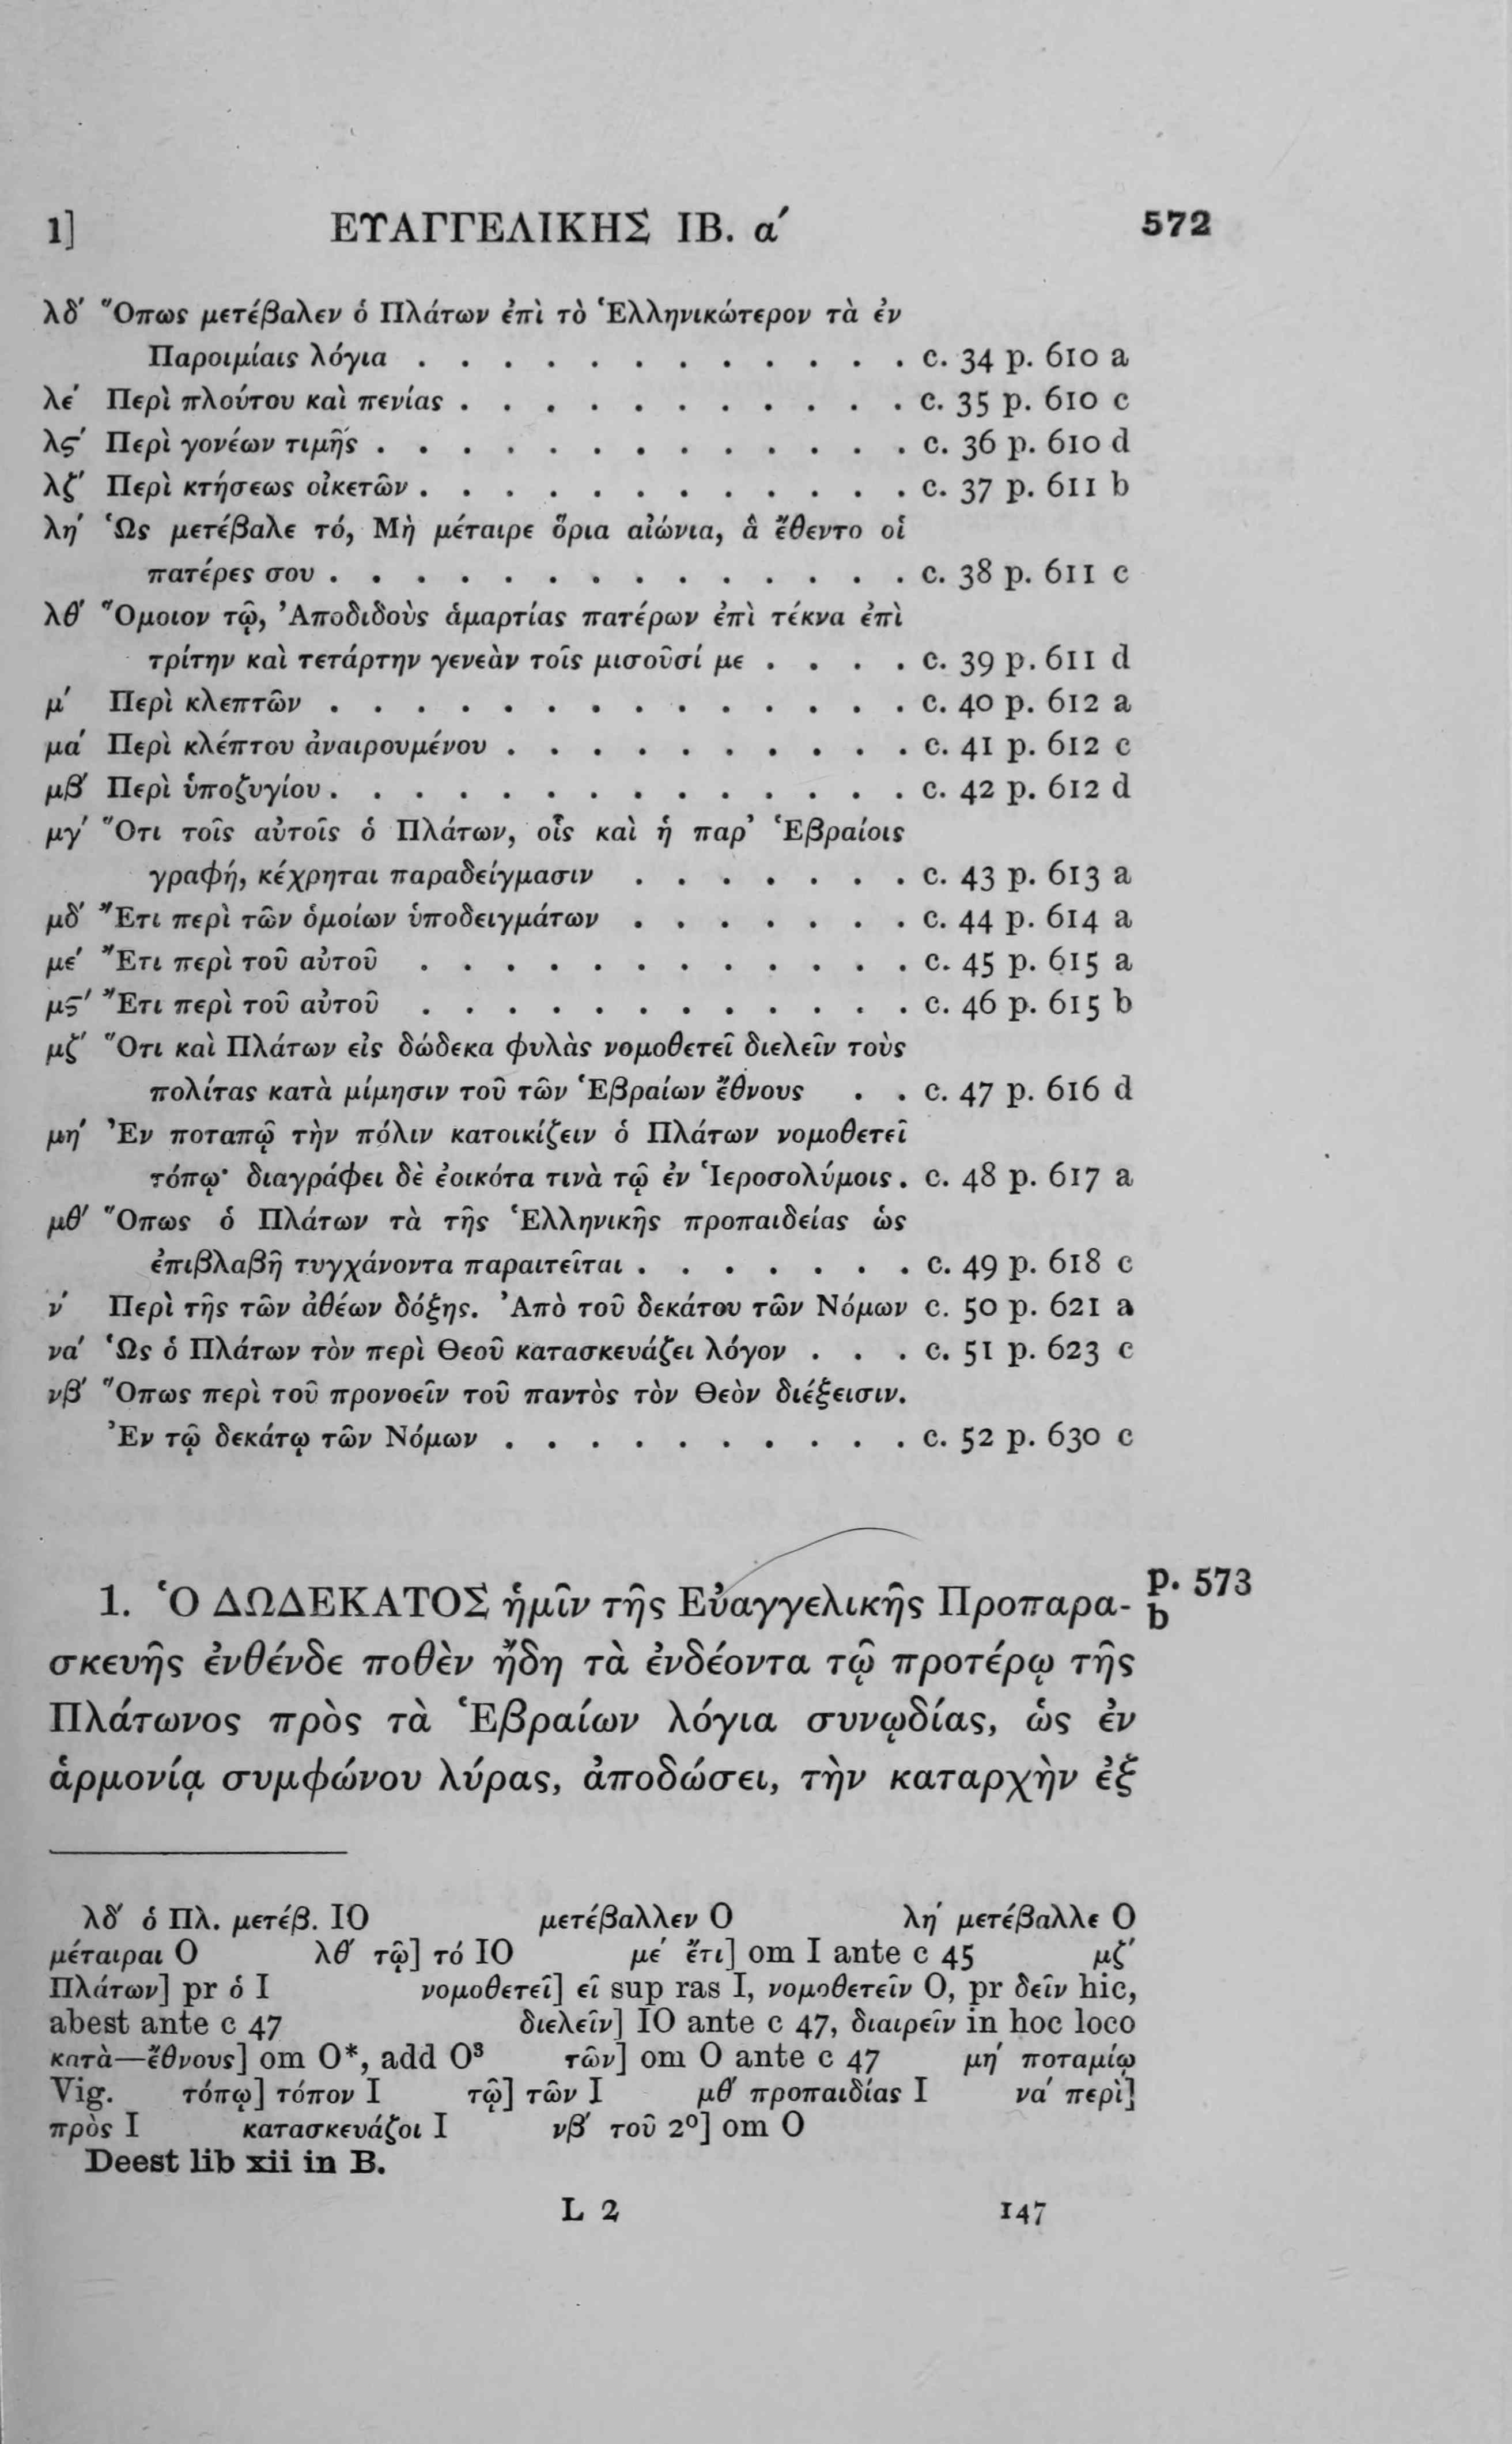 1] ΕΥΑΓΓΕΛΙΚΗΣ ΙΒ. α´ 572
λδ´ Ὅπως μετέβαλεν ὁ Πλάτων ἐπὶ τὸ Ἑλληνικώτερον τὰ ἐν
Παροιμίαις λόγια . . . . . . . . . . . . c. 34 p. 610 a
λε´ Περὶ πλούτου καὶ πενίας . . . . . . . . . . . c. 35 p. 610 c
λϛ´ Περὶ γονέων τιμῆς . . . . . . . . . . . . . c. 36 p. 610 d
λζ´ Περὶ κτήσεως οἰκετῶν . . . . . . . . . . . . c. 37 p. 611 b
λη´ Ὡς μετέβαλε τό, Μὴ μέταιρε ὅρια αἰώνια, ἃ ἔθεντο οἱ
πατέρες σου . . . . . . . . . . . . . . c. 38 p. 611 c
λθ´ Ὅμοιον τῷ, Ἀποδιδοὺς ἁμαρτίας πατέρων ἐπὶ τέκνα ἐπὶ
τρίτην καὶ τετάρτην γενεὰν τοῖς μισοῦσί με . . . . c. 39 p. 611 d
μ´ Περὶ κλεπτῶν . . . . . . . . . . . . . . c. 40 p. 612 a
μα´ Περὶ κλέπτου ἀναιρουμένου . . . . . . . . . . c. 41 p. 612 c
μβ´ Περὶ ὑποζυγίου . . . . . . . . . . . . . . c. 42 p. 612 d
μγ´ Ὅτι τοῖς αὐτοῖς ὁ Πλάτων, οἷς καὶ ἡ παρ’ Ἑβραίοις
γραφή, κέχρηται παραδείγμασιν . . . . . . . c. 43 p. 613 a
μδ´ Ἔτι περὶ τῶν ὁμοίων ὑποδειγμάτων . . . . . . . c. 44 p. 614 a
με´ Ἔτι περὶ τοῦ αὐτοῦ . . . . . . . . . . . . c. 45 p. 615 a
μϛ´ Ἔτι περὶ τοῦ αὐτοῦ . . . . . . . . . . . . c. 46 p. 615 b
μζ´ Ὅτι καὶ Πλάτων εἰς δώδεκα φυλὰς νομοθετεῖ διελεῖν τοὺς
πολίτας κατὰ μίμησιν τοῦ τῶν Ἑβραίων ἔθνους . . c. 47 p. 616 d
μη´ Ἐν ποταπῷ τὴν πόλιν κατοικίζειν ὁ Πλάτων νομοθετεῖ
τόπῳ· διαγράφει δὲ ἐοικότα τινὰ τῷ ἐν Ἱεροσολύμοις . c. 48 p. 617 a
μθ´ Ὅπως ὁ Πλάτων τὰ τῆς Ἑλληνικῆς προπαιδείας ὡς
ἐπιβλαβῆ τυγχάνοντα παραιτεῖται . . . . . . . c. 49 p. 618 c
ν´ Περὶ τῆς τῶν ἀθέων δόξης. Ἀπὸ τοῦ δεκάτου τῶν Νόμων c. 50 p. 621 a
να´ Ὡς ὁ Πλάτων τὸν περὶ Θεοῦ κατασκευάζει λόγον . . . c. 51 p. 623 c
νβ´ Ὅπως περὶ τοῦ προνοεῖν τοῦ παντὸς τὸν Θεὸν διέξεισιν.
Ἐν τῷ δεκάτῳ τῶν Νόμων . . . . . . . . . . c. 52 p. 630 c
1. Ὁ ΔΩΔΕΚΑΤΟΣ ἡμῖν τῆς Εὐαγγελικῆς Προπαρα- p. 573 b
σκευῆς ἐνθένδε ποθὲν ἤδη τὰ ἐνδέοντα τῷ προτέρῳ τῆς
Πλάτωνος πρὸς τὰ Ἑβραίων λόγια συνῳδίας, ὡς ἐν
ἁρμονίᾳ συμφώνου λύρας, ἀποδώσει, τὴν καταρχὴν ἐξ
λδ´ ὁ Πλ. μετέβ. IO μετέβαλλεν O λη´ μετέβαλλε O
μέταιραι O λθ´ τῷ] τό IO με´ ἔτι] om I ante c 45 μζ´
Πλάτων] pr ὁ I νομοθετεῖ] εῖ sup ras I, νομοθετεῖν O, pr δεῖν hic,
abest ante c 47 διελεῖν] IO ante c 47, διαιρεῖν in hoc loco
κατὰ—ἔθνους] om O*, add O³ τῶν] om O ante c 47 μη´ ποταμίῳ
Vig. τόπῳ] τόπον I τῷ] τῶν I μθ´ προπαιδίας I να´ περὶ]
πρὸς I κατασκευάζοι I νβ´ τοῦ 2º] om O
Deest lib xii in B.
L 2 147